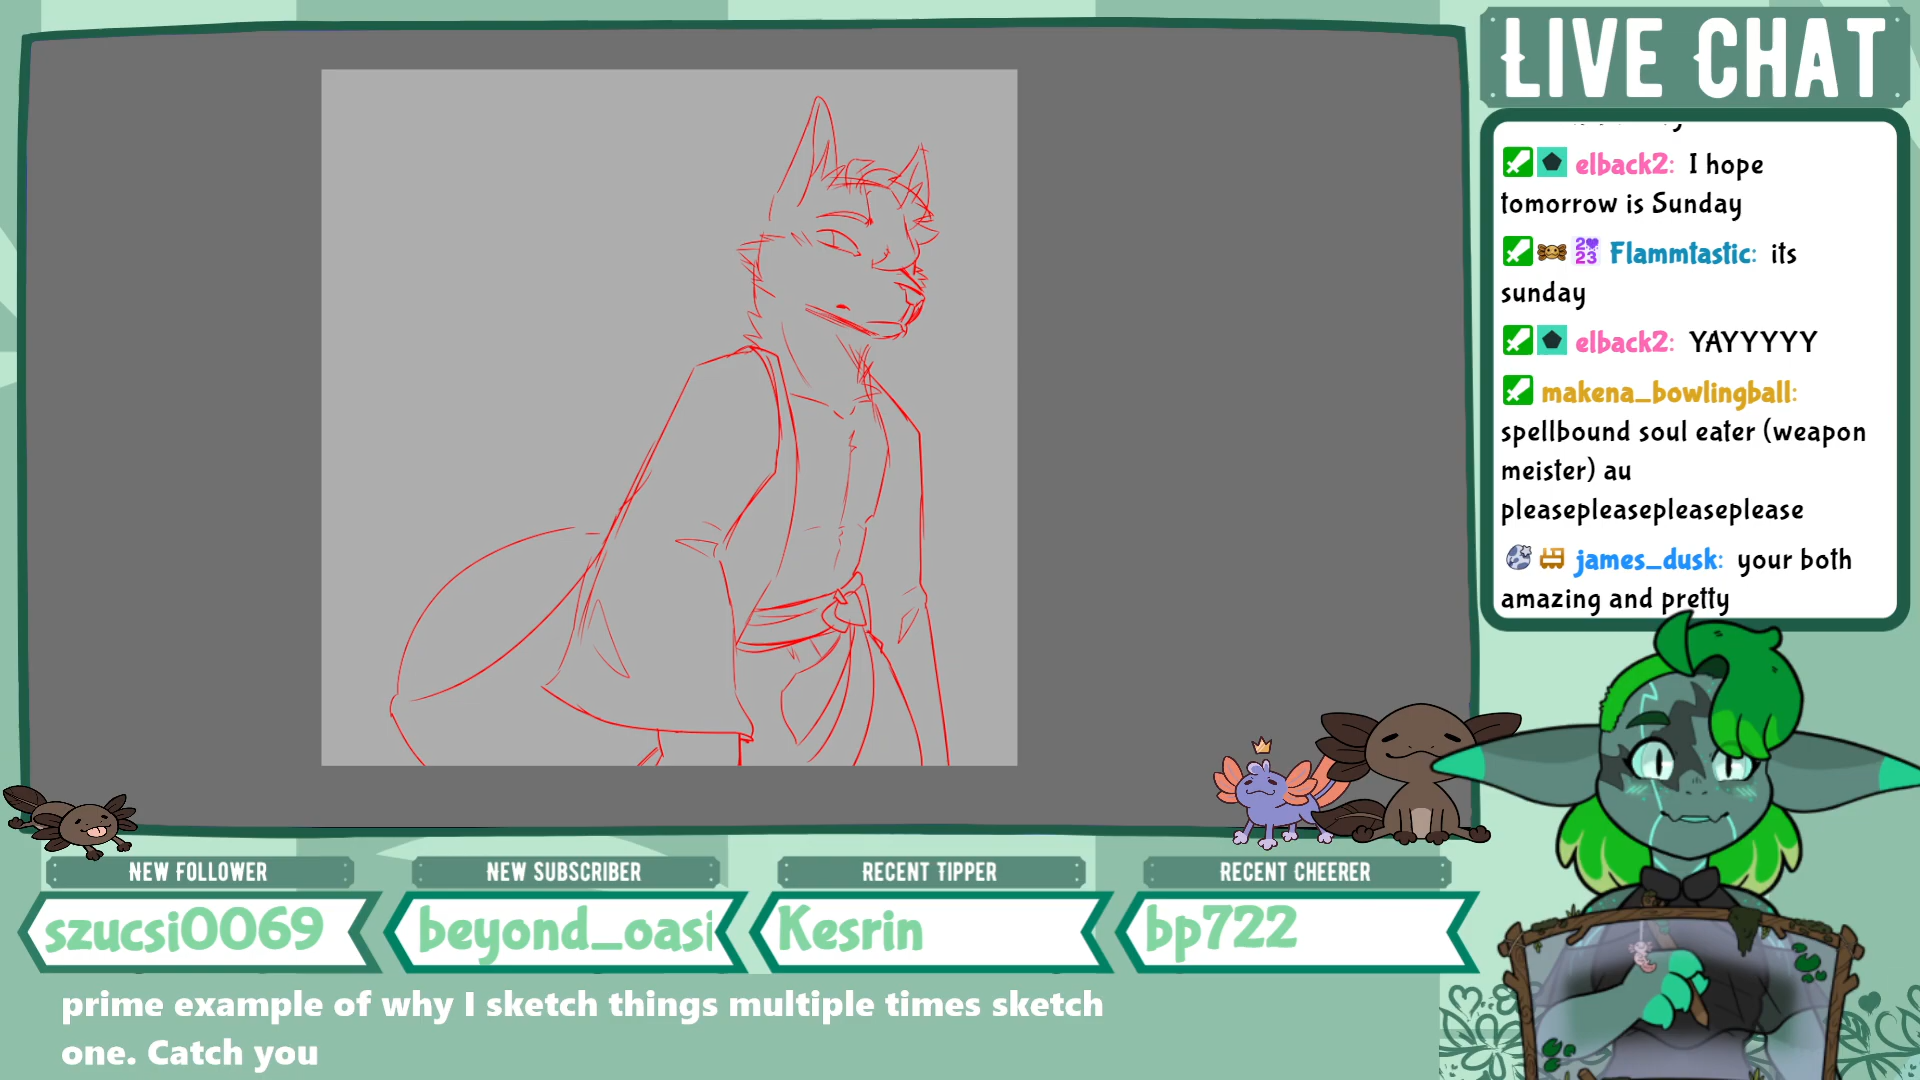 LIVE CHAT
elback2: I hope
tomorrow is Sunday
2
23
Flammtastic: its
sunday
elback2: YAYYYYY
makena_bowlingball:
spellbound soul eater (weapon
meister) au
pleasepleasepleaseplease
james_dusk: your both
amazing and pretty
NEW FOLLOWER
NEW SUBSCRIBER
RECENT TIPPER
RECENT CHEERER
szucsi0069
beyond_oasi
Kesrin
bp722
prime example of why I sketch things multiple times sketch
one. Catch you